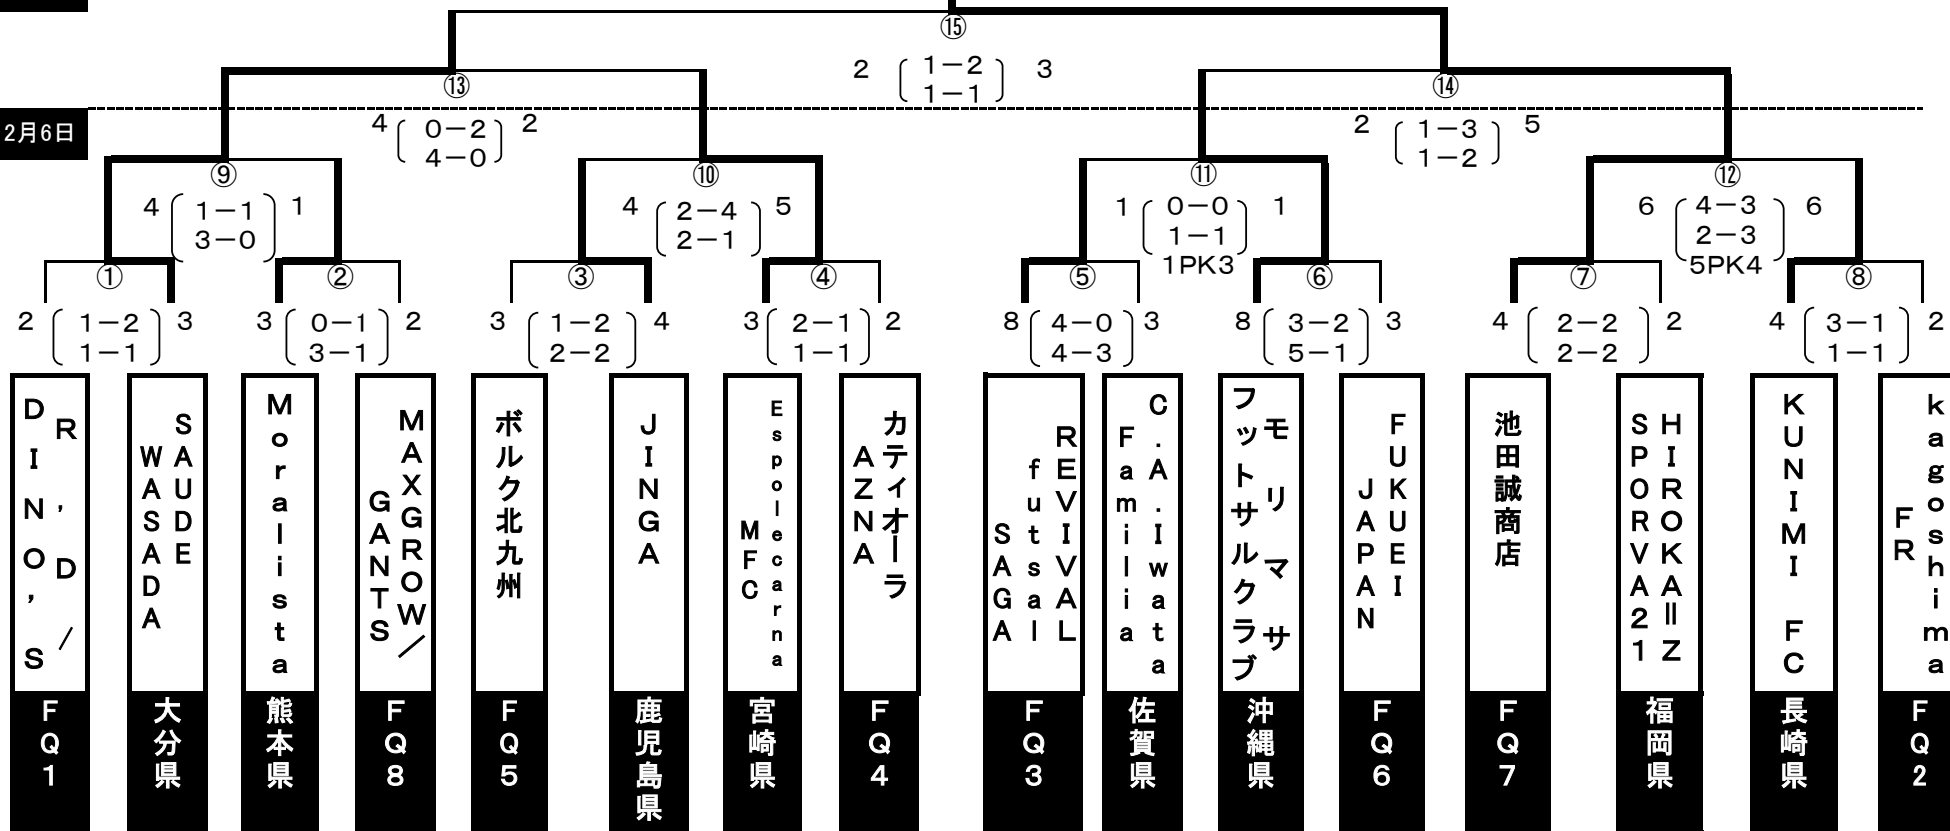 ⑮
2 1－2 3
1－1
⑬ ⑭
2月6日
4 0－2 2
4－0
2 1－3 5
1－2
⑨ ⑩ ⑪ ⑫
4 1－1 1
3－0
4 2－4 5
2－1
1 0－0 1
1－1
1PK3
6 4－3 6
2－3
5PK4
① ② ③ ④ ⑤ ⑥ ⑦ ⑧
2 1－2 3
1－1
3 0－1 2
3－1
3 1－2 4
2－2
3 2－1 2
1－1
8 4－0 3
4－3
8 3－2 3
5－1
4 2－2 2
2－2
4 3－1 2
1－1
R’D/
DINO’S
FQ1
SAUDE
WASADA
大分県
Moralista
熊本県
MAXGROW/
GANTS
FQ8
ボルク北九州
FQ5
JINGA
鹿児島県
Espolecarna
MFC
宮崎県
カティオーラ
AZNA
FQ4
REVIVAL
futsal
SAGA
FQ3
C.A.Iwata
Familia
佐賀県
モリマサ
フットサルクラブ
沖縄県
FUKUEI
JAPAN
FQ6
池田誠商店
FQ7
HIROKA=Z
SPORVA21
福岡県
KUNIMI FC
長崎県
kagoshima
FR
FQ2